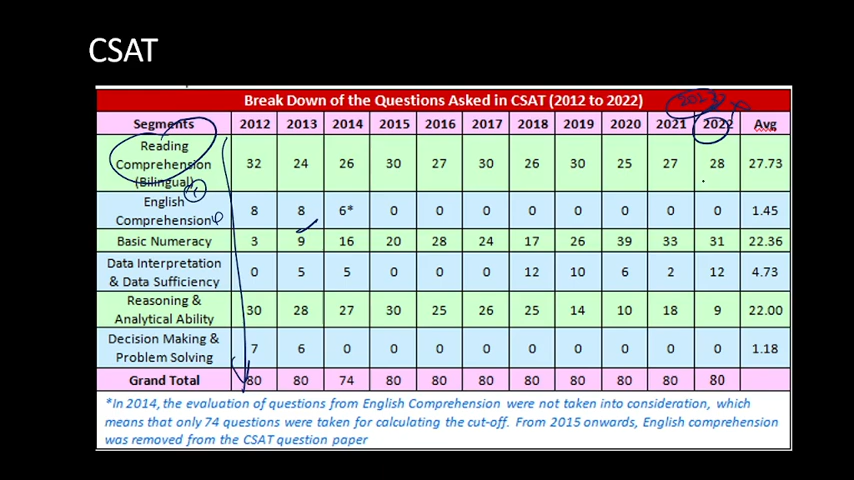 CSAT
Break Down of the Questions Asked in CSAT (2012 to 2022)
Segments 2012 2013 2014 2015 2016 2017 2018 2019 2020 2021 2022 Avg
Reading Comprehension (Bilingual) 32 24 26 30 27 30 26 30 25 27 28 27.73
English Comprehension 8 8 6* 0 0 0 0 0 0 0 0 1.45
Basic Numeracy 3 9 16 20 28 24 17 26 39 33 31 22.36
Data Interpretation & Data Sufficiency 0 5 5 0 0 0 12 10 6 2 12 4.73
Reasoning & Analytical Ability 30 28 27 30 25 26 25 14 10 18 9 22.00
Decision Making & Problem Solving 7 6 0 0 0 0 0 0 0 0 0 1.18
Grand Total 80 80 74 80 80 80 80 80 80 80 80
*In 2014, the evaluation of questions from English Comprehension were not taken into consideration, which
means that only 74 questions were taken for calculating the cut-off. From 2015 onwards, English comprehension
was removed from the CSAT question paper